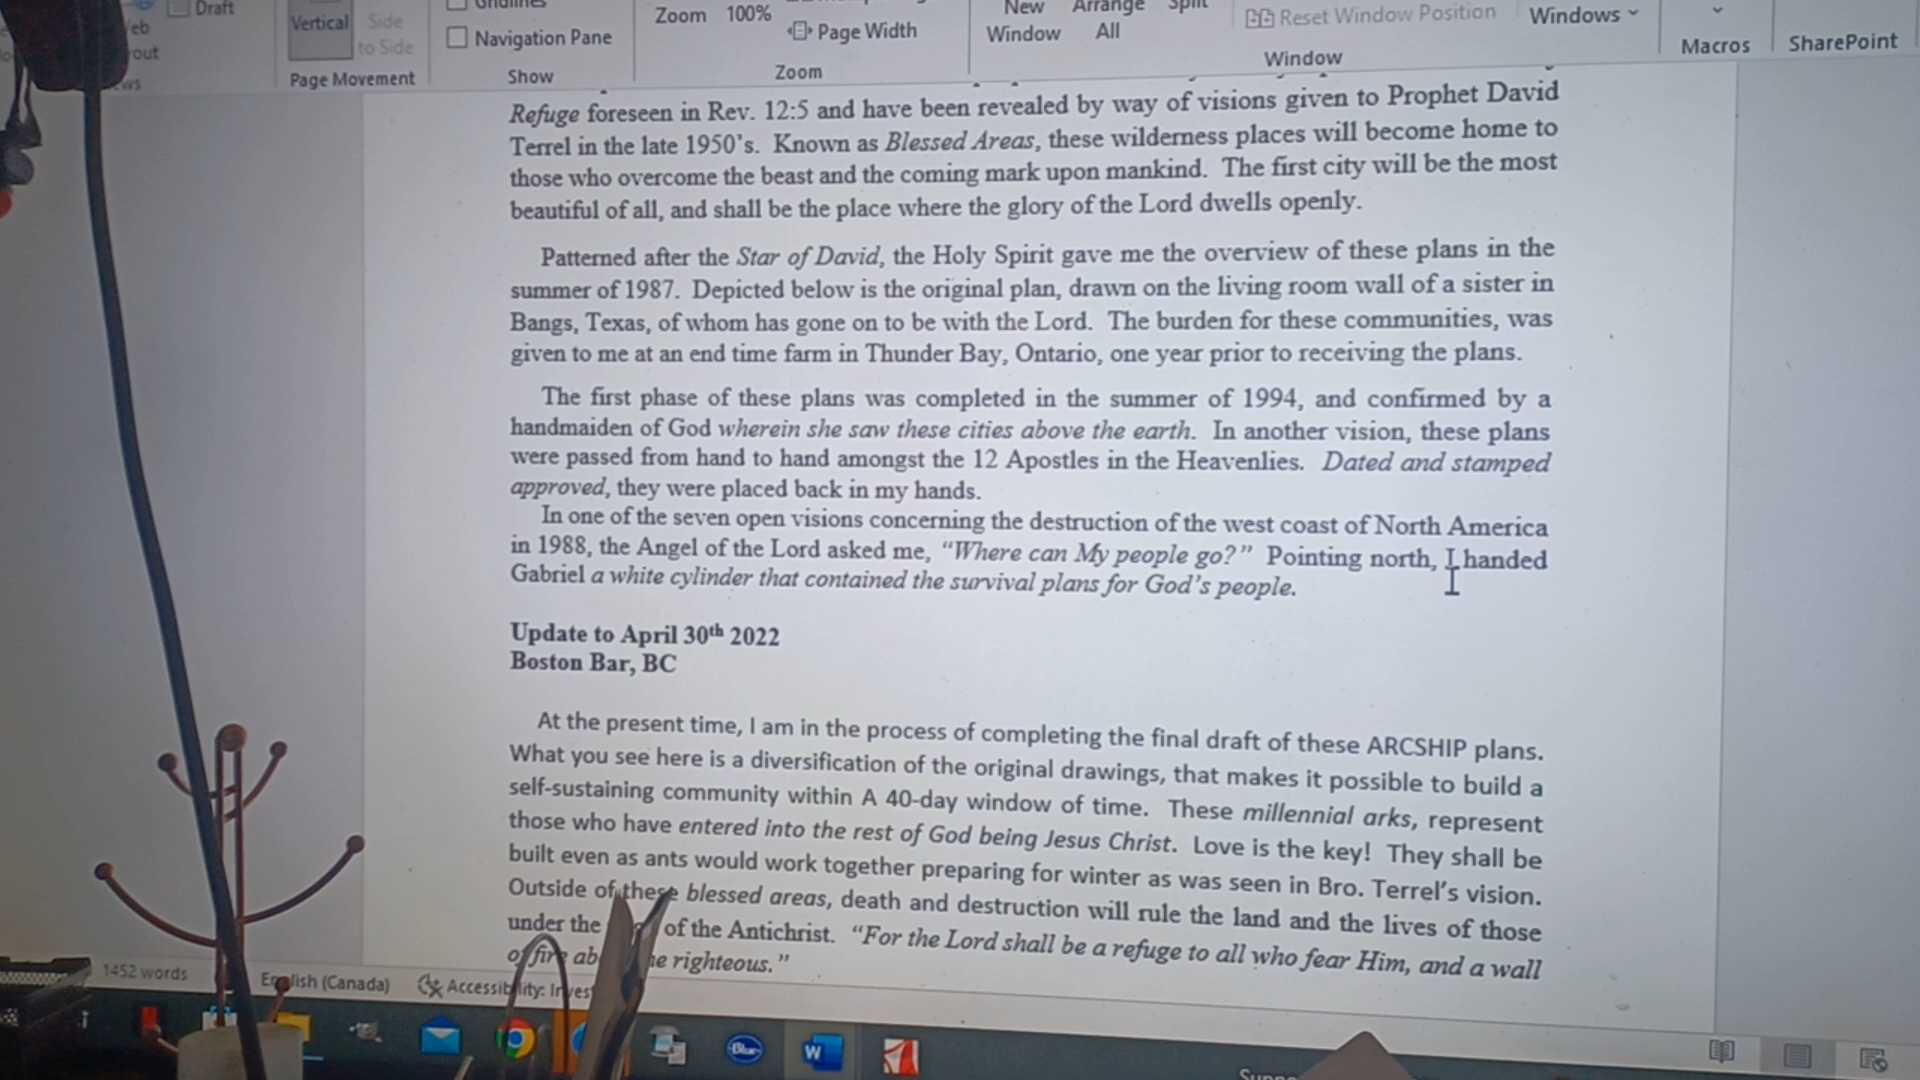 Draft
Vertical
Side
to Side
Page Movement
Gridlines
Navigation Pane
Show
Zoom
100%
Page Width
Zoom
New
Window
Arrange
All
Split
Reset Window Position
Window
Windows
Macros
SharePoint
Refuge foreseen in Rev. 12:5 and have been revealed by way of visions given to Prophet David
Terrel in the late 1950's. Known as Blessed Areas, these wilderness places will become home to
those who overcome the beast and the coming mark upon mankind. The first city will be the most
beautiful of all, and shall be the place where the glory of the Lord dwells openly.
Patterned after the Star of David, the Holy Spirit gave me the overview of these plans in the
summer of 1987. Depicted below is the original plan, drawn on the living room wall of a sister in
Bangs, Texas, of whom has gone on to be with the Lord. The burden for these communities, was
given to me at an end time farm in Thunder Bay, Ontario, one year prior to receiving the plans.
The first phase of these plans was completed in the summer of 1994, and confirmed by a
handmaiden of God wherein she saw these cities above the earth. In another vision, these plans
were passed from hand to hand amongst the 12 Apostles in the Heavenlies. Dated and stamped
approved, they were placed back in my hands.
In one of the seven open visions concerning the destruction of the west coast of North America
in 1988, the Angel of the Lord asked me, "Where can My people go?" Pointing north, I handed
Gabriel a white cylinder that contained the survival plans for God's people.
Update to April 30th 2022
Boston Bar, BC
At the present time, I am in the process of completing the final draft of these ARCSHIP plans.
What you see here is a diversification of the original drawings, that makes it possible to build a
self-sustaining community within A 40-day window of time. These millennial arks, represent
those who have entered into the rest of God being Jesus Christ. Love is the key! They shall be
built even as ants would work together preparing for winter as was seen in Bro. Terrel's vision.
Outside of these blessed areas, death and destruction will rule the land and the lives of those
under the of the Antichrist. "For the Lord shall be a refuge to all who fear Him, and a wall
of fire righteous."
1452 words
English (Canada)
Accessibility:
Blue
W